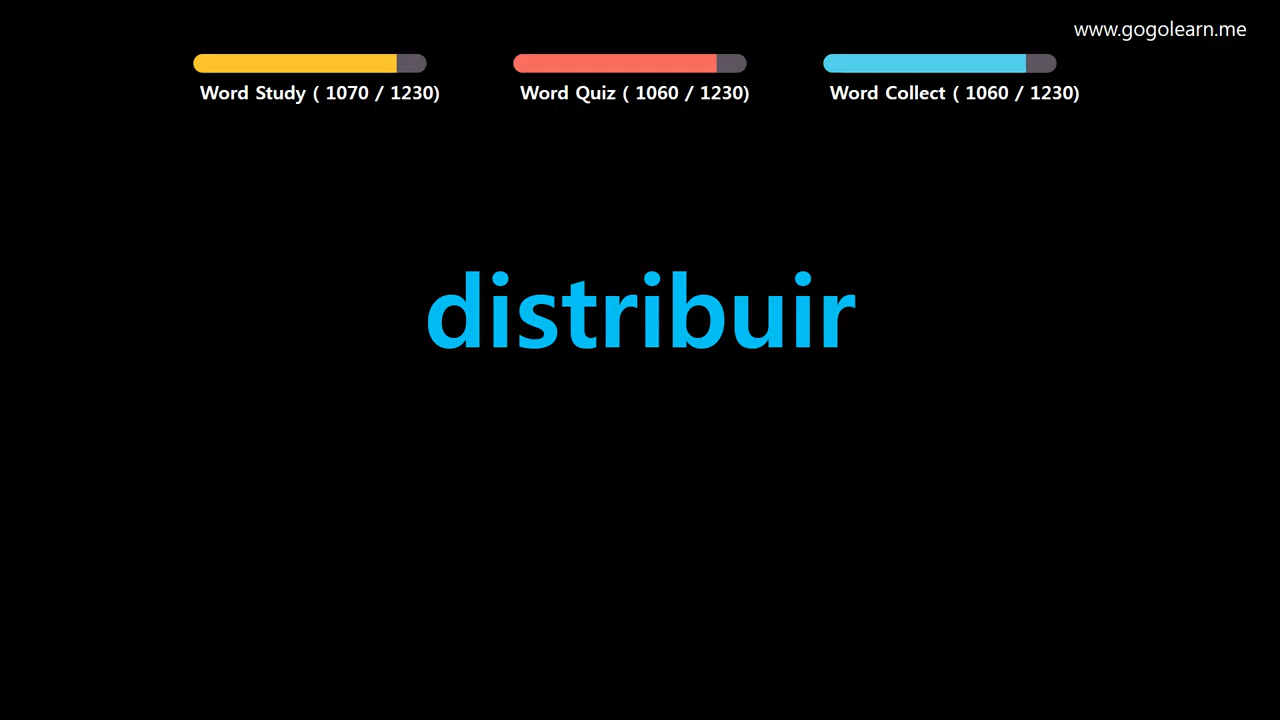 www.gogolearn.me
Word Study ( 1070 / 1230)
Word Quiz ( 1060 / 1230)
Word Collect ( 1060 / 1230)
distribuir